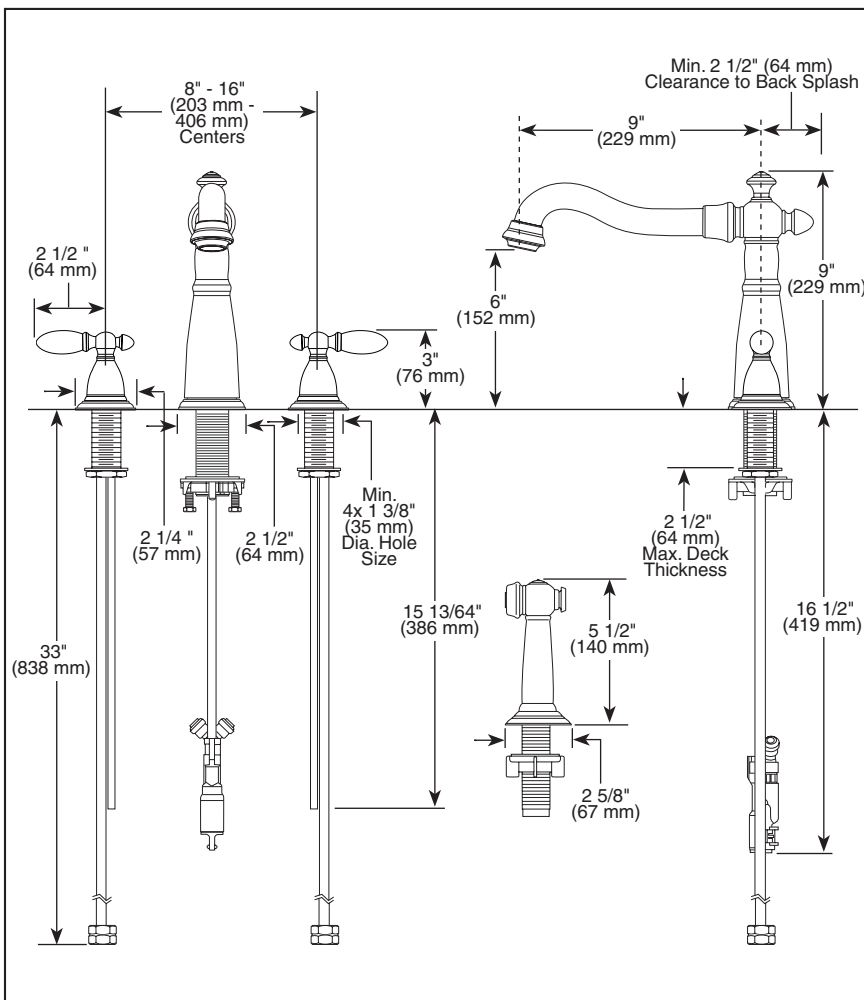 8" - 16"
(203 mm -
406 mm)
Centers
Min. 2 1/2" (64 mm)
Clearance to Back Splash
9"
(229 mm)
2 1/2 "
(64 mm)
6"
(152 mm)
9"
(229 mm)
3"
(76 mm)
2 1/4 "
(57 mm)
2 1/2"
(64 mm)
Min.
4x 1 3/8"
(35 mm)
Dia. Hole
Size
2 1/2"
(64 mm)
Max. Deck
Thickness
15 13/64"
(386 mm)
5 1/2"
(140 mm)
16 1/2"
(419 mm)
33"
(838 mm)
2 5/8"
(67 mm)